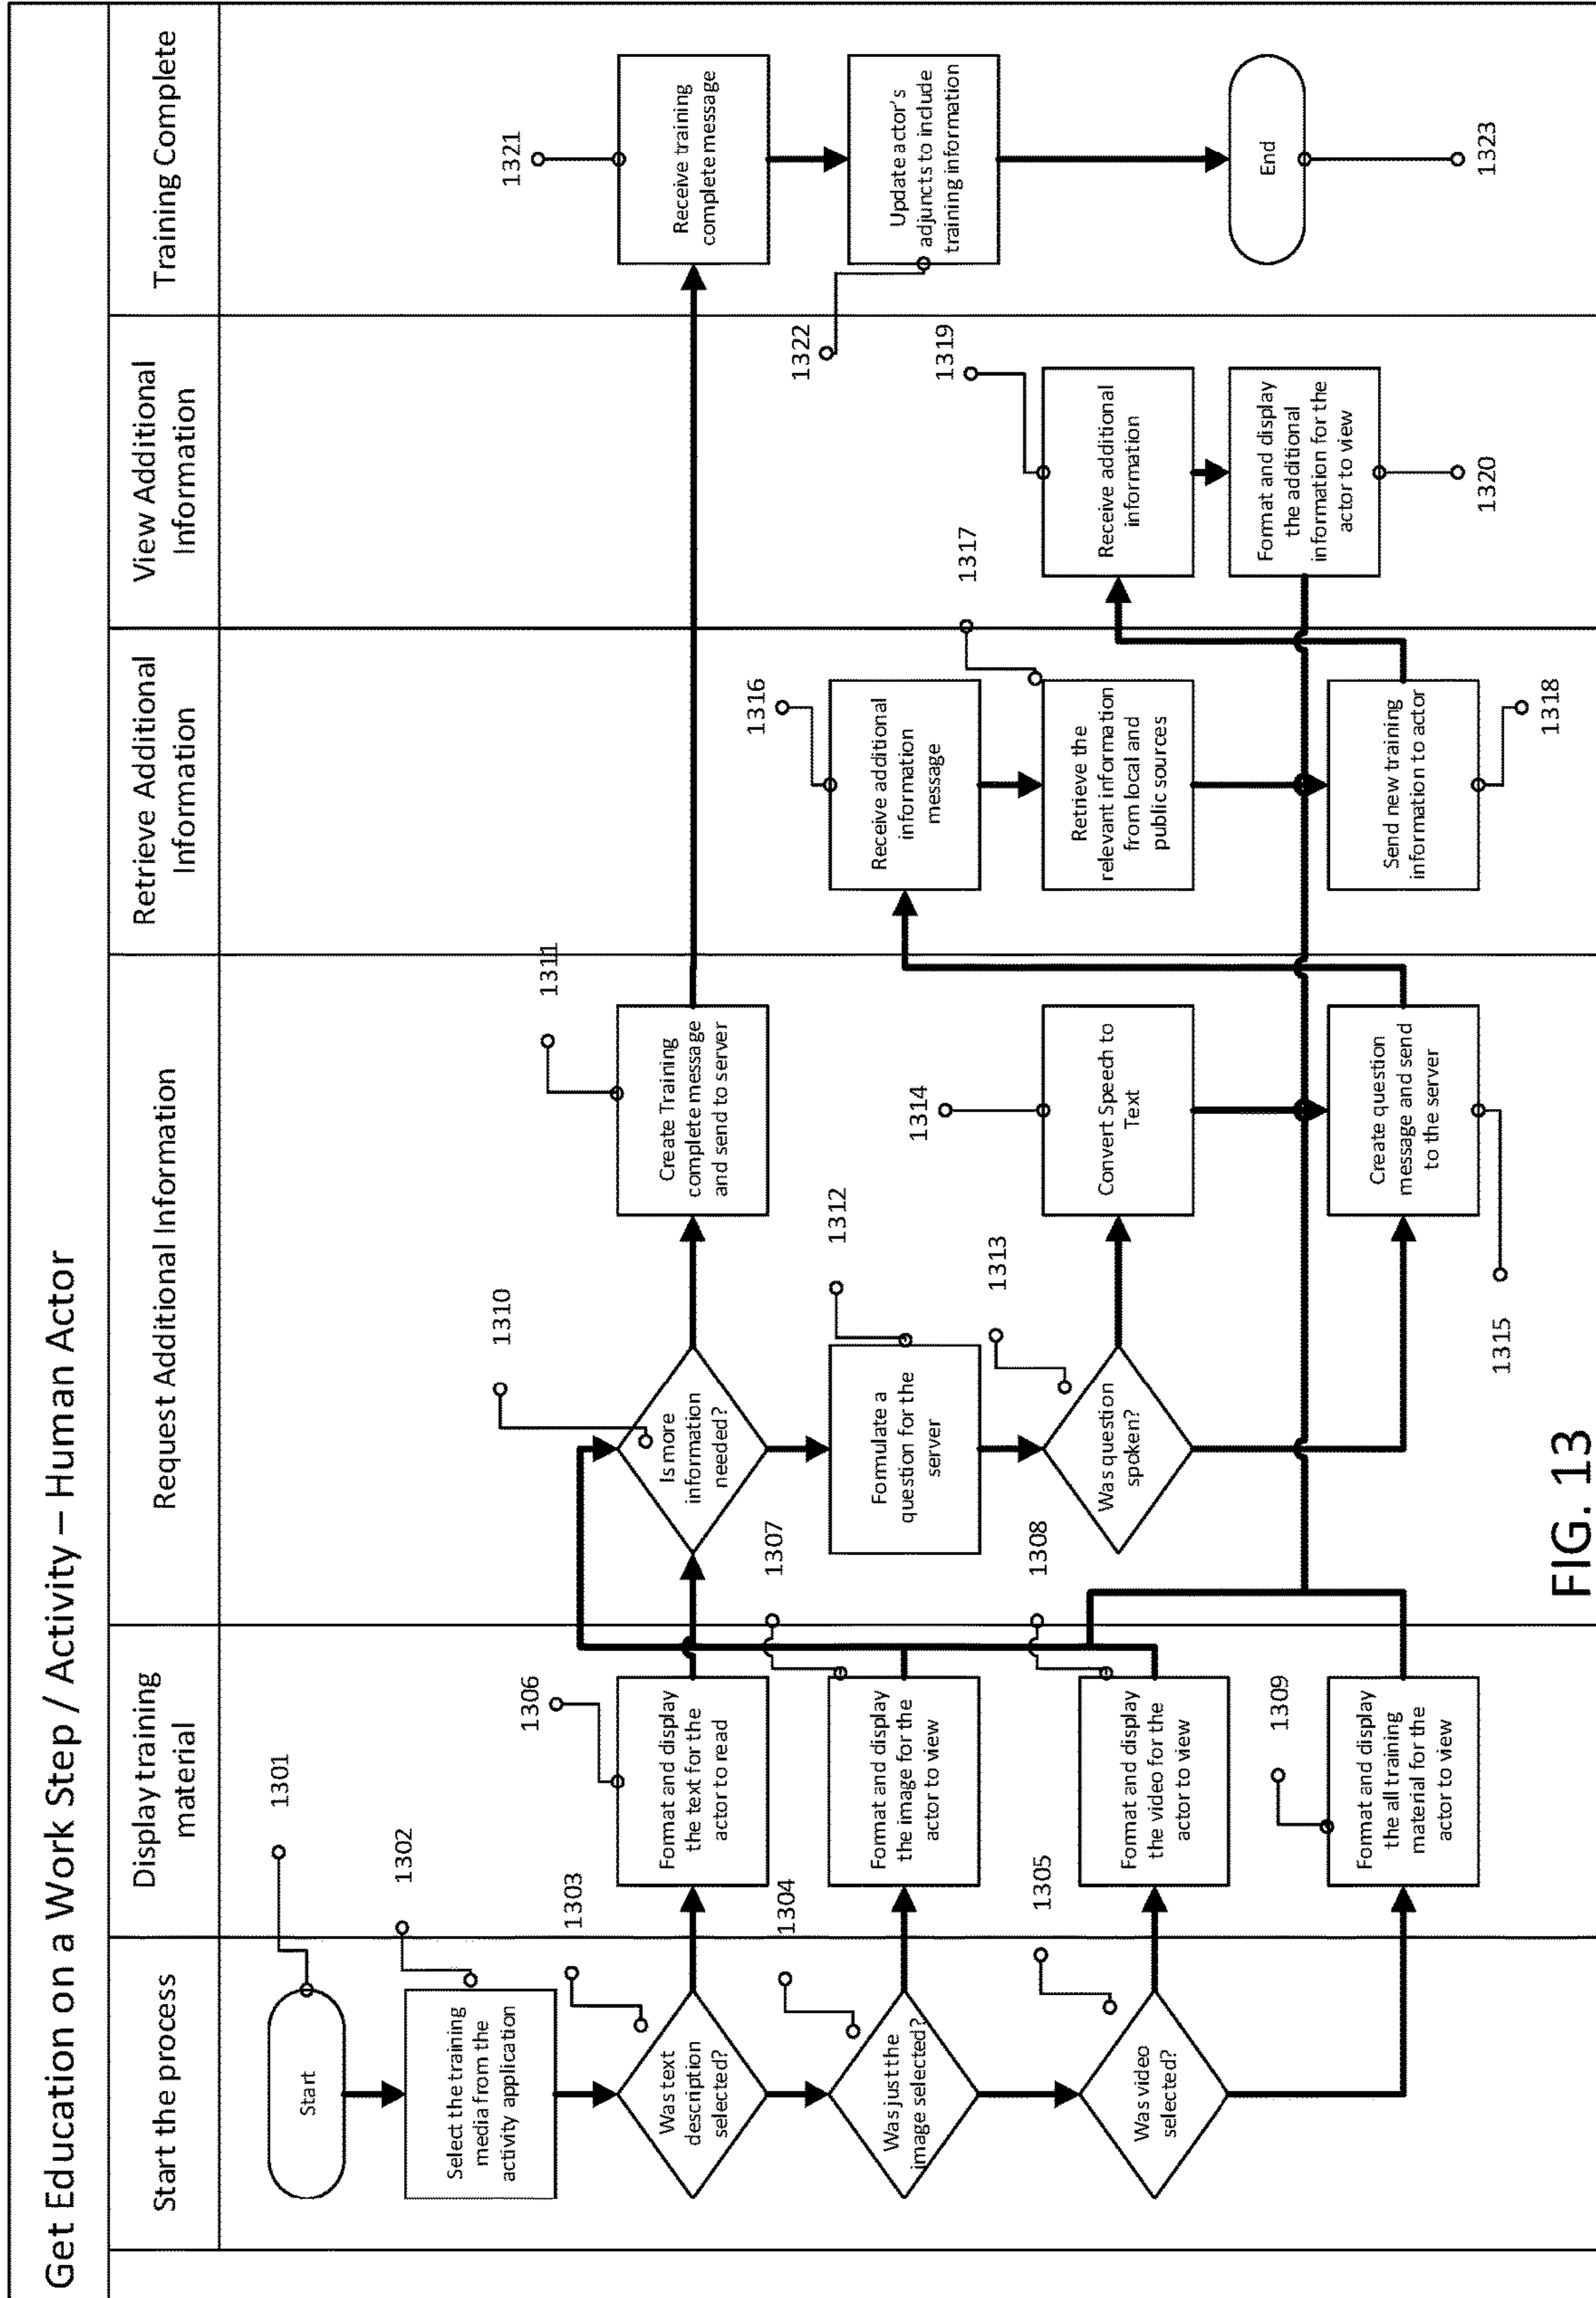 Get Education on a Work Step / Activity – Human Actor
Start the process
Display training
material
Request Additional Information
Retrieve Additional
Information
View Additional
Information
Training Complete
1301
Start
1302
Select the training
media from the
activity application
1303
Was text
description
selected?
1304
Was just the
image selected?
1305
Was video
selected?
1306
Format and display
the text for the
actor to read
1307
Format and display
the image for the
actor to view
1308
Format and display
the video for the
actor to view
1309
Format and display
the all training
material for the
actor to view
1310
Is more
information
needed?
1311
Create Training
complete message
and send to server
1312
Formulate a
question for the
server
1313
Was question
spoken?
1314
Convert Speech to
Text
1315
Create question
message and send
to the server
1316
Receive additional
information
message
1317
Retrieve the
relevant information
from local and
public sources
1318
Send new training
information to actor
1319
Receive additional
information
1320
Format and display
the additional
information for the
actor to view
1321
Receive training
complete message
1322
Update actor's
adjuncts to include
training information
End
1323
FIG. 13